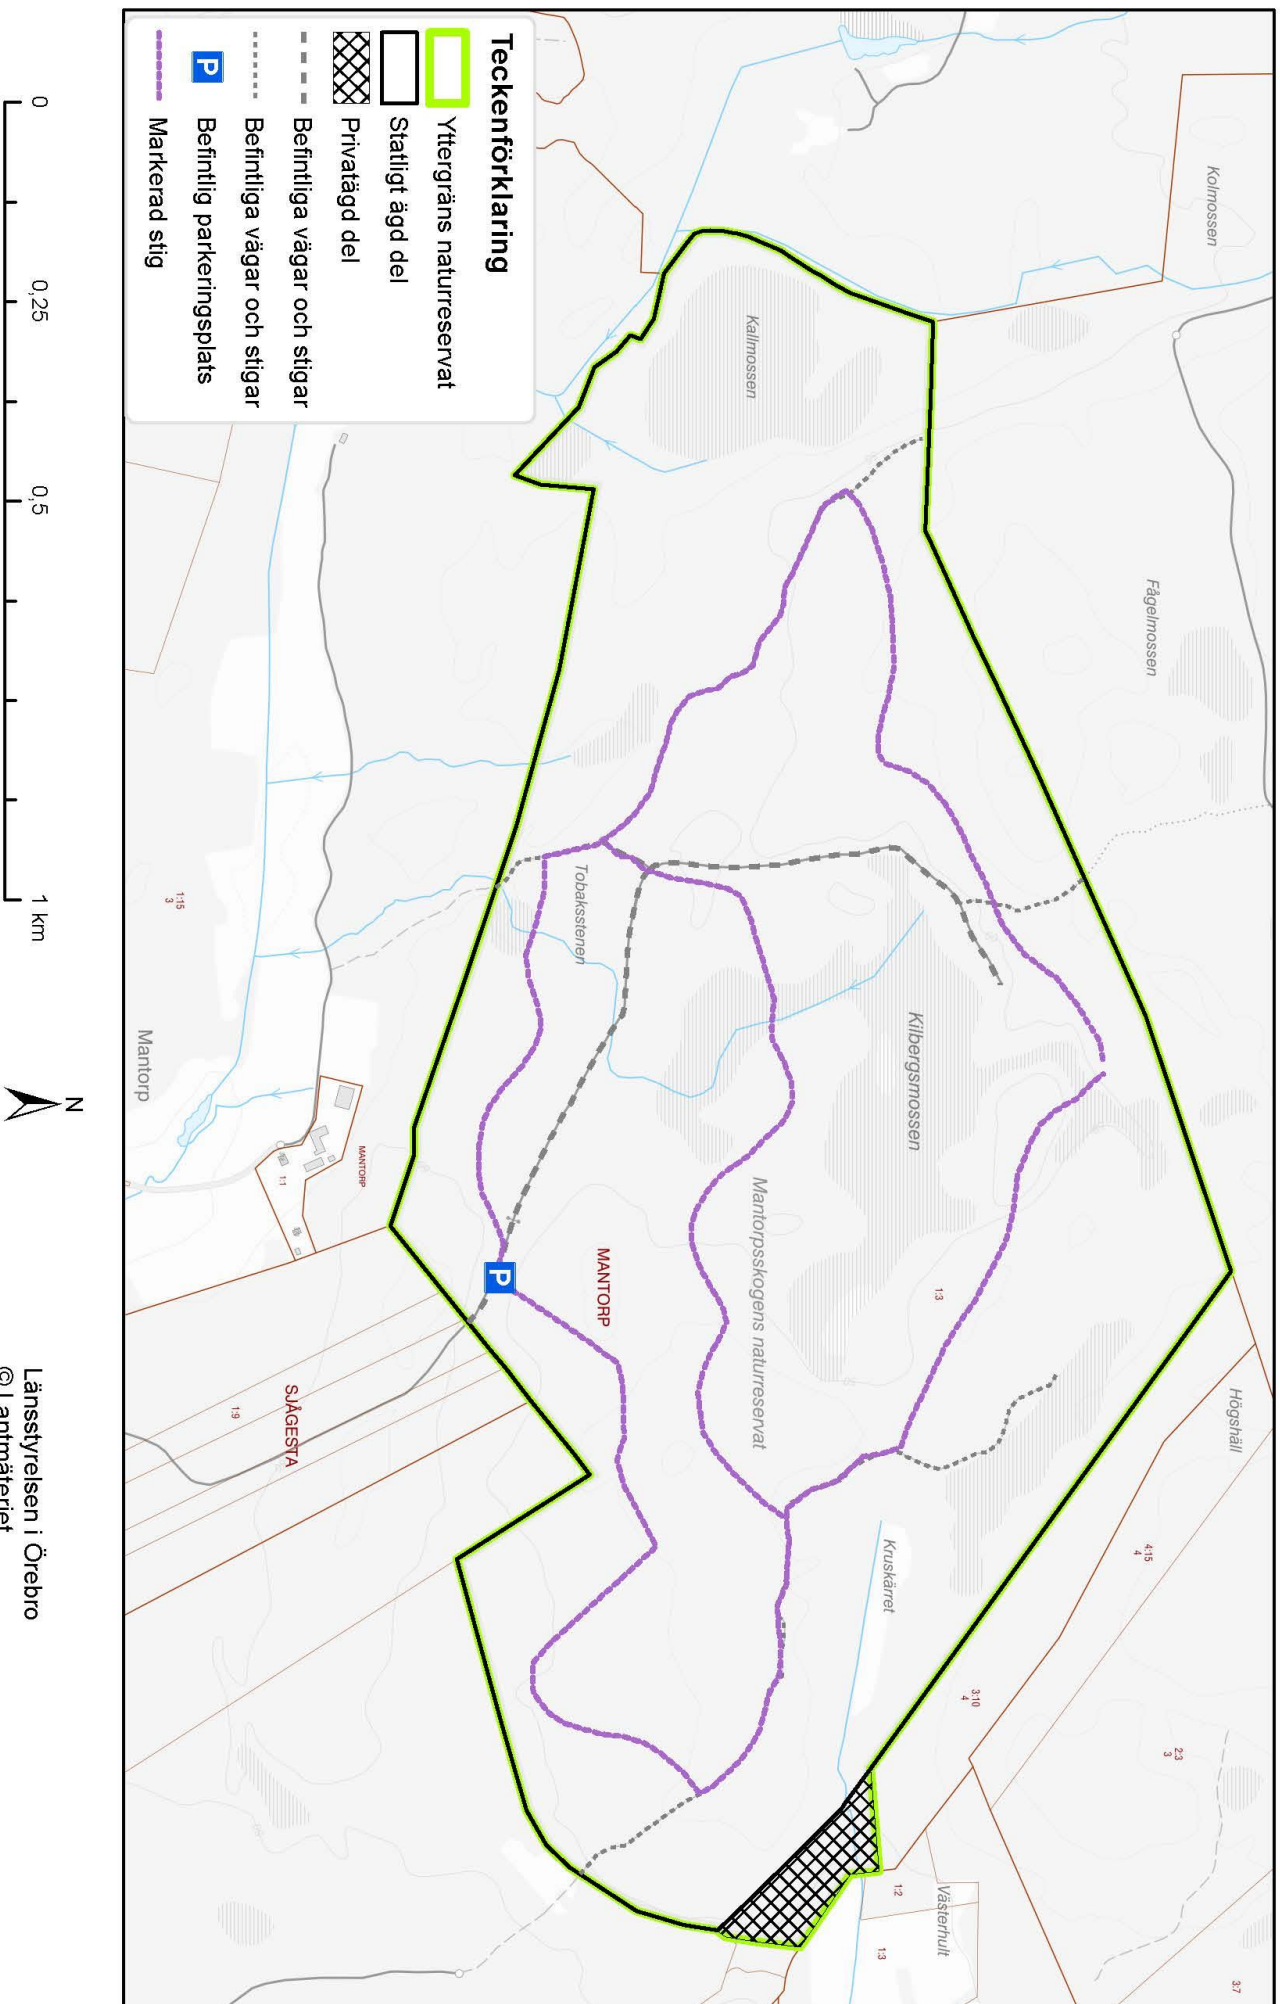 Kolmossen
Fågelmossen
Högshäll
3:7
4:15
4
2:3
3
3:10
4
Västerhult
1:2
1:3
Kallmossen
Kilbergsmossen
1:3
Kruskärret
Mantorpsskogens naturreservat
MANTORP
Tobaksstenen
P
Teckenförklaring
Yttergräns naturreservat
Statligt ägd del
Privatägd del
Befintliga vägar och stigar
Befintliga vägar och stigar
P Befintlig parkeringsplats
Markerad stig
MANTORP
1:1
SJÅGESTA
1:9
1:15
3
Mantorp
0 0,25 0,5 1 km
N
Länsstyrelsen i Örebro
© Lantmäteriet